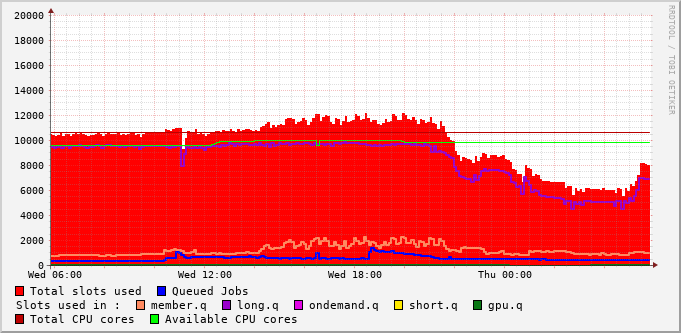 20000
18000
16000
14000
12000
10000
8000
6000
4000
2000
0
Wed 06:00 Wed 12:00 Wed 18:00 Thu 00:00
Total slots used Queued Jobs
Slots used in : member.q long.q ondemand.q short.q gpu.q
Total CPU cores Available CPU cores
RRDTOOL / TOBI OETIKER